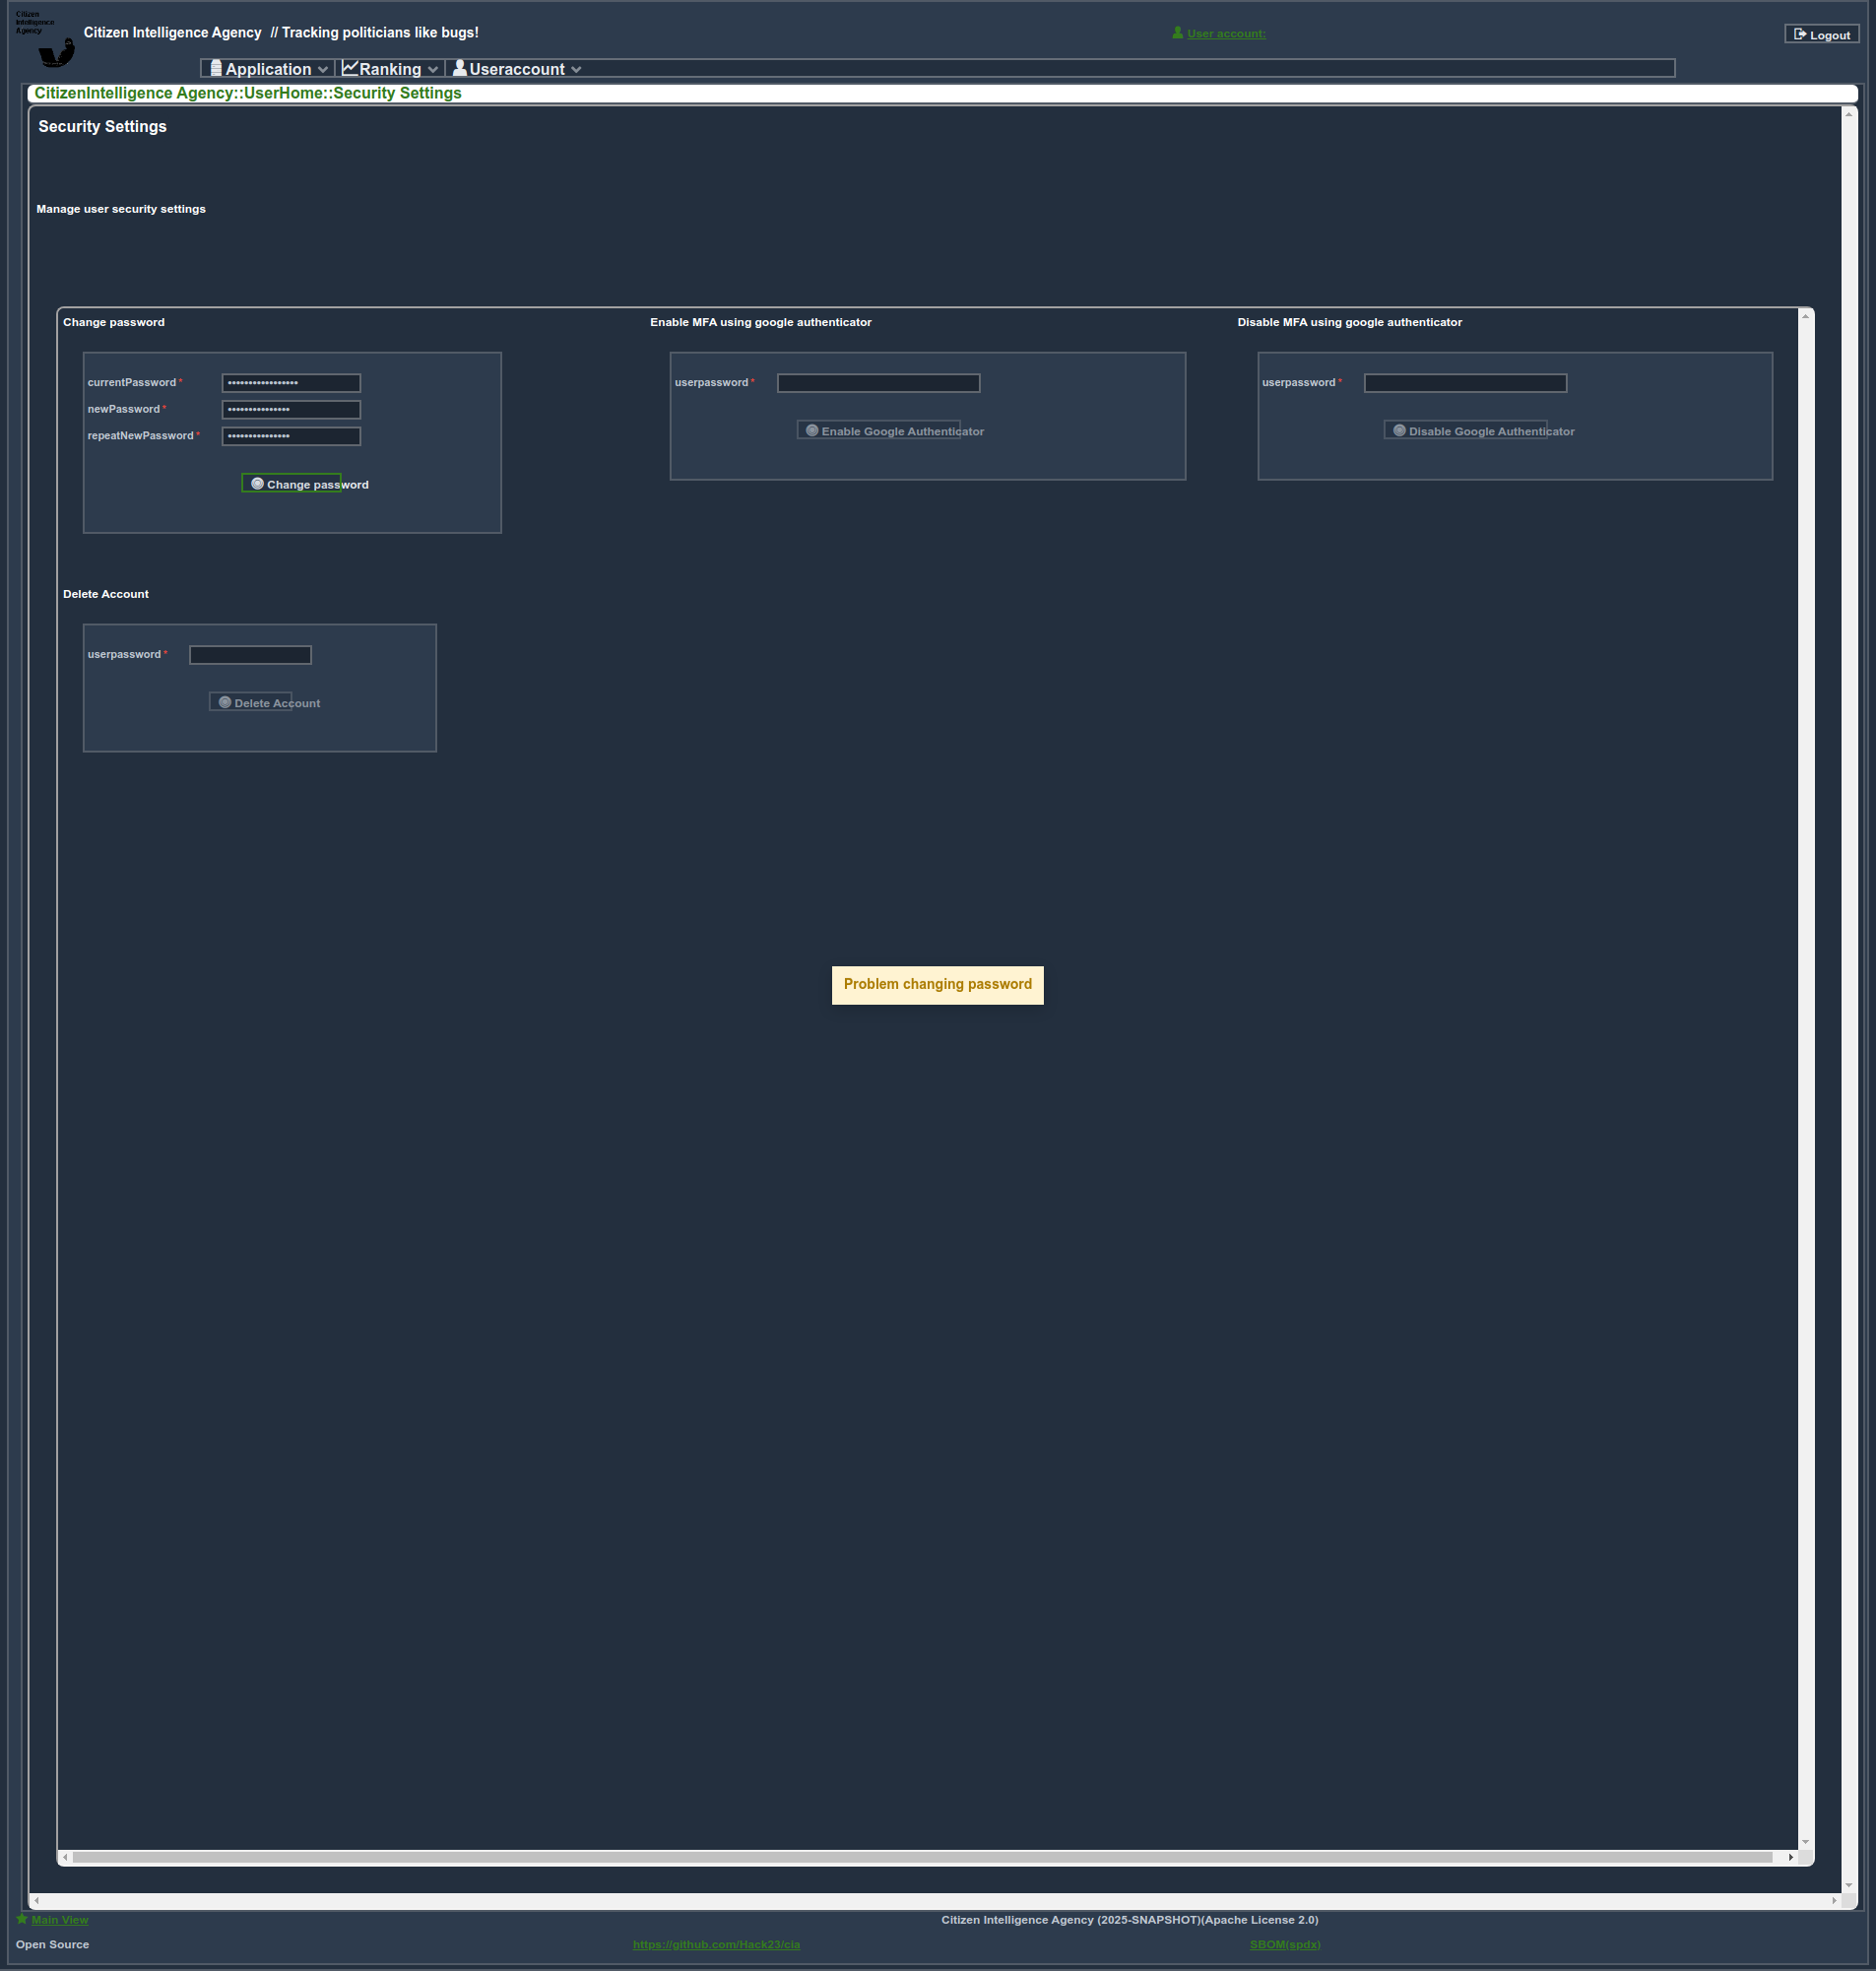 Citizen
Intelligence
Agency
Citizen Intelligence Agency // Tracking politicians like bugs!
User account:
Logout
Application
Ranking
Useraccount
CitizenIntelligence Agency::UserHome::Security Settings
Security Settings
Manage user security settings
Change password
Enable MFA using google authenticator
Disable MFA using google authenticator
currentPassword *
•••••••••••••••••
newPassword *
•••••••••••••••
repeatNewPassword *
•••••••••••••••
Change password
userpassword *
Enable Google Authenticator
userpassword *
Disable Google Authenticator
Delete Account
userpassword *
Delete Account
Problem changing password
Main View
Citizen Intelligence Agency (2025-SNAPSHOT)(Apache License 2.0)
Open Source
https://github.com/Hack23/cia
SBOM(spdx)